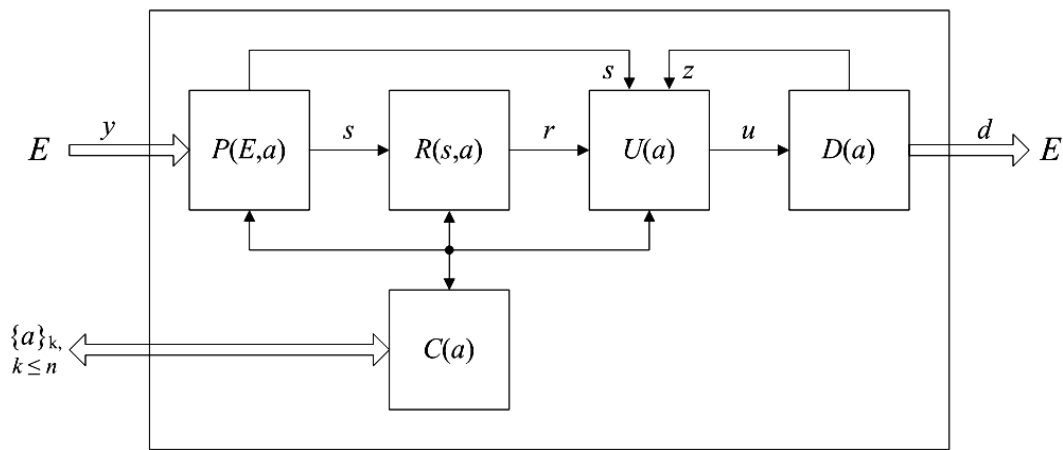 s z
E y P(E,a) s R(s,a) r U(a) u D(a) d E
{a}k,
k ≤ n
C(a)